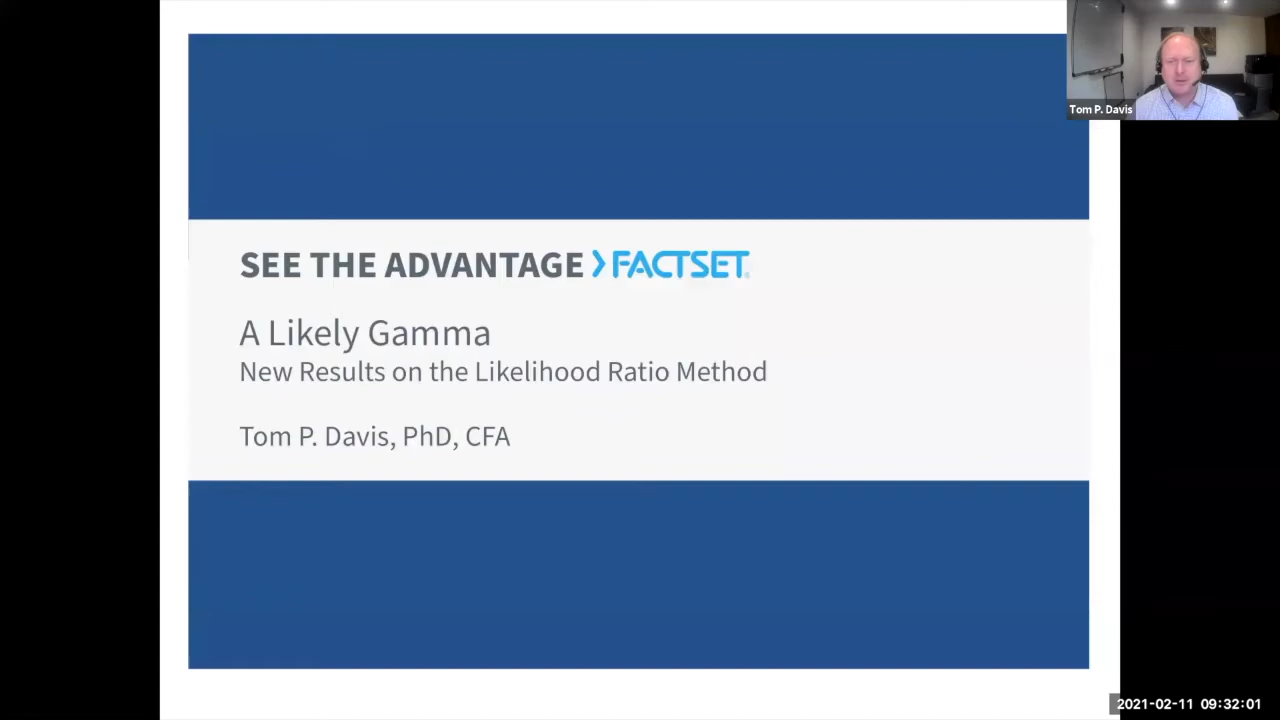 Tom P. Davis
SEE THE ADVANTAGE FACTSET
A Likely Gamma
New Results on the Likelihood Ratio Method
Tom P. Davis, PhD, CFA
2021-02-11 09:32:01